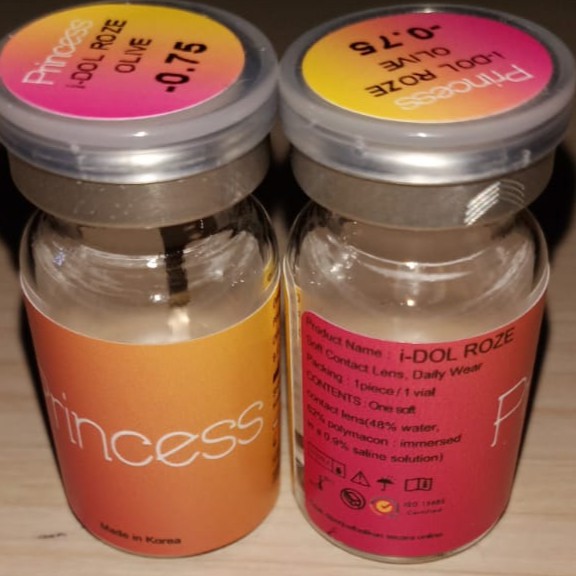 Princess
i-DOL ROZE
OLIVE
-0.75
Princess
i-DOL ROZE
OLIVE
-0.75
Princess
Made in Korea
Product Name : i-DOL ROZE
Soft Contact Lens, Daily Wear
Packing : 1piece / 1 vial
CONTENTS : One soft
contact lens(48% water,
52% polymacon : immersed
in a 0.9% saline solution)
P
Certified